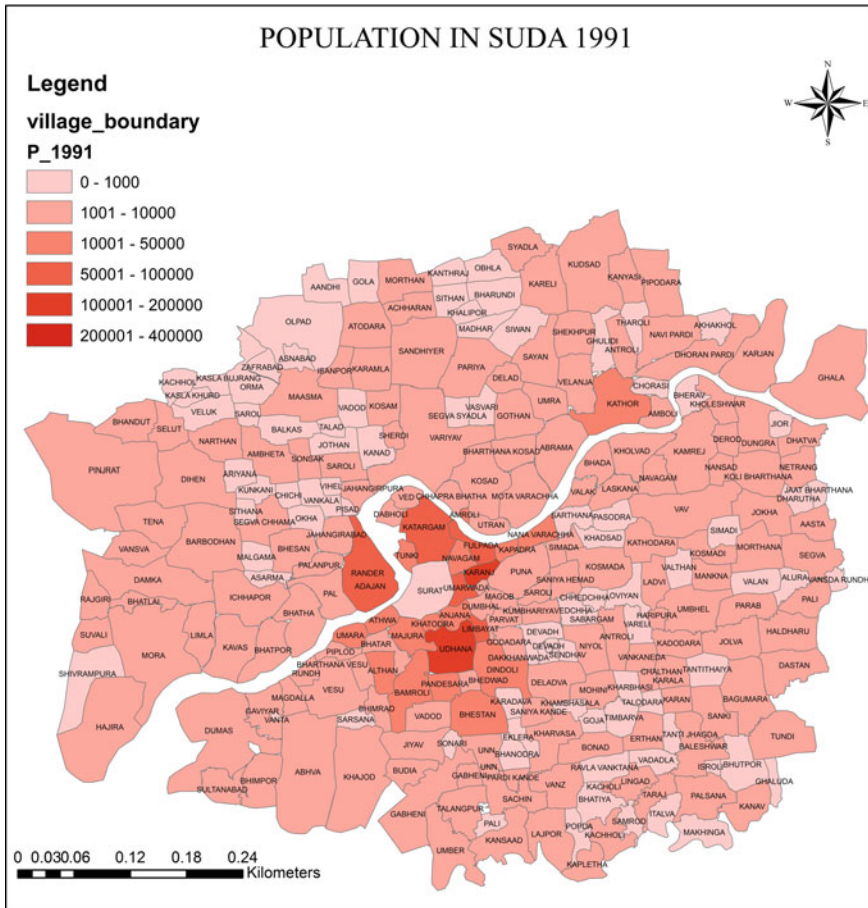 POPULATION IN SUDA 1991
Legend
village_boundary
P_1991
0 - 1000
1001 - 10000
10001 - 50000
50001 - 100000
100001 - 200000
200001 - 400000
N
W E
S
SYADLA
KUDSAD
OBHLA
KANTHRAJ
GOLA
MORTHAN
AANDHI
KARELI
KANYASI
PIPODARA
SITHAN
BHARUNDI
ACHHARAN
KHALIPOR
OLPAD
ATODARA
MADHAR
SIWAN
SHEKHPUR
THAROLI
AKHAKHOL
GHULIDI
NAVI PARDI
ANTROLI
SANDHIYER
SAYAN
DHORAN PARDI
KARJAN
ASNABAD
ISANPOR
KARAMLA
PARIYA
ZAFRABAD
GHALA
KACHHOL
KASLA BUJRANG
ORMA
KASLA KHURD
DELAD
VELANJA
CHORASI
MAASMA
VADOD
KOSAM
VASVARI
UMRA
KATHOR
BHERAV
KHOLESHWAR
VELUK
SAROL
SEGVA SYADLA
GOTHAN
AMBOLI
BHANDUT
SELUT
BALKAS
TALAD
JIOR
NARTHAN
JOTHAN
SHERDI
VARIYAV
ABRAMA
DEROD
DUNGRA
DHATVA
AMBHETA
SONSAK
KANAD
BHARTHANA KOSAD
KHOLVAD
KAMREJ
PINJRAT
DIHEN
ARIYANA
SAROLI
BHADA
NANSAD
KOLI BHARTHANA
NETRANG
KUNKANI
VIHEL
JAHANGIRPURA
KOSAD
LASKANA
NAVAGAM
JAAT BHARTHANA
CHICHI
VANKALA
VED
CHHAPRA BHATHA
MOTA VARACHHA
VALAK
DHARUTHA
TENA
SITHANA
PISAD
DABHOLI
AMROLI
VAV
JOKHA
SEGVA CHHAMA
OKHA
KATARGAM
UTRAN
PASODRA
AASTA
JAHANGIRABAD
NANA VARACHHA
KHADSAD
SIMADI
VANSVA
BARBODHAN
BHESAN
TUNKI
FULPADA
KAPADRA
SIMADA
KATHODARA
KOSMADI
MORTHANA
MALGAMA
NAVAGAM
SEGVA
PALANPUR
RANDER
KARANJ
PUNA
KOSMADA
VALTHAN
DAMKA
ASARMA
ADAJAN
SURAT
UMARWADA
SANIYA HEMAD
LADVI
MANKNA
VALAN
ALURA
VANSDA RUNDH
RAJGIRI
BHATLAI
ICHHAPOR
PAL
MAGOB
SAROLI
OVIYAN
PALI
BHATHA
DUMBHAL
HARIPURA
UMBHEL
PARAB
SUVALI
LIMLA
ATHWA
ANJANA
PARVAT
SABARGAM
VARELI
KHATODRA
LIMBAYAT
HALDHARU
MORA
KAVAS
BHATPOR
UMARA
MAJURA
GODADARA
DEVADH
ANTROLI
KADODARA
JOLVA
PIPLOD
BHATAR
UDHANA
DEVADH
NIYOL
SHIVRAMPURA
SENDHAV
VANKANEDA
BHARTHANA VESU
DINDOLI
CHALTHAN
DASTAN
RUNDH
ALTHAN
PANDESARA
BHEDWAD
DELADVA
KARALA
TANTITHAIYA
VESU
MOHINI
KHARBHASI
MAGDALLA
BAMROLI
KARADAVA
KHAMBHASALA
TALODARA
KARAN
BAGUMARA
HAJIRA
GAVIYAR
BHIMRAD
SANIYA KANDE
VANTA
SARSANA
VADOD
BHESTAN
GOJA
TIMBARVA
SANKI
DUMAS
EKLERA
KHARVASA
ERTHAN
TANTI JHAGDA
TUNDI
JIYAV
SONARI
BHANODRA
BONAD
BALESHWAR
UNN
VADADLA
ISROLI
BHUTPOR
ABHVA
KHAJOD
BUDIA
UNN
RAVLA VANKTANA
BHIMPOR
GABHENI
PARDI KANDE
VANZ
LINGAD
GHALUDA
SULTANABAD
KACHOLI
TARAJ
PALSANA
SACHIN
BHATIYA
KANAV
GABHENI
TALANGPUR
ITALVA
PALI
POPDA
SAMROD
MAKHINGA
UMBER
KANSAAD
LAJPOR
KACHHOLI
KAPLETHA
0 0.03 0.06 0.12 0.18 0.24
Kilometers